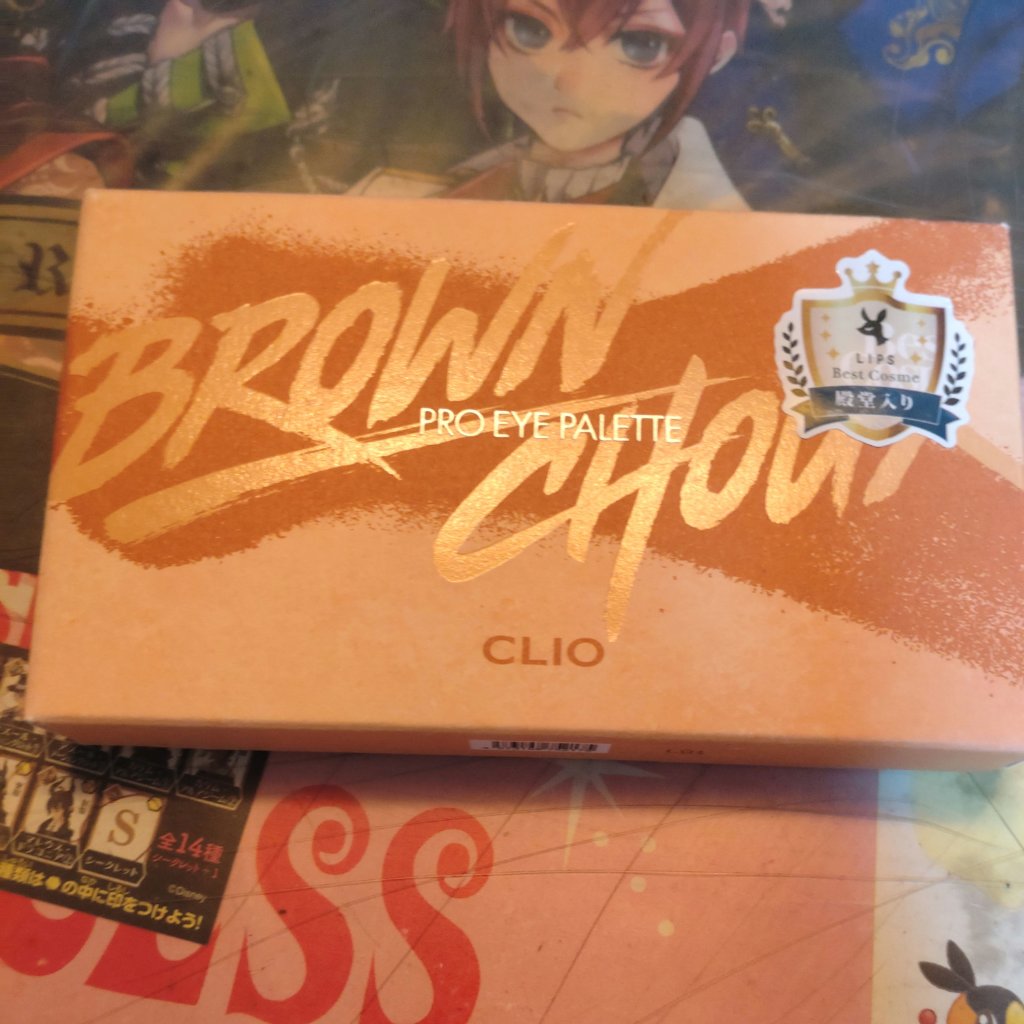 BROWN
PRO EYE PALETTE
CHOUX
LIPS
Best Cosme
殿堂入り
CLIO
S
シークレット
全14種
シークレット+1
©Disney
種類は●の中に印をつけよう!
ESS